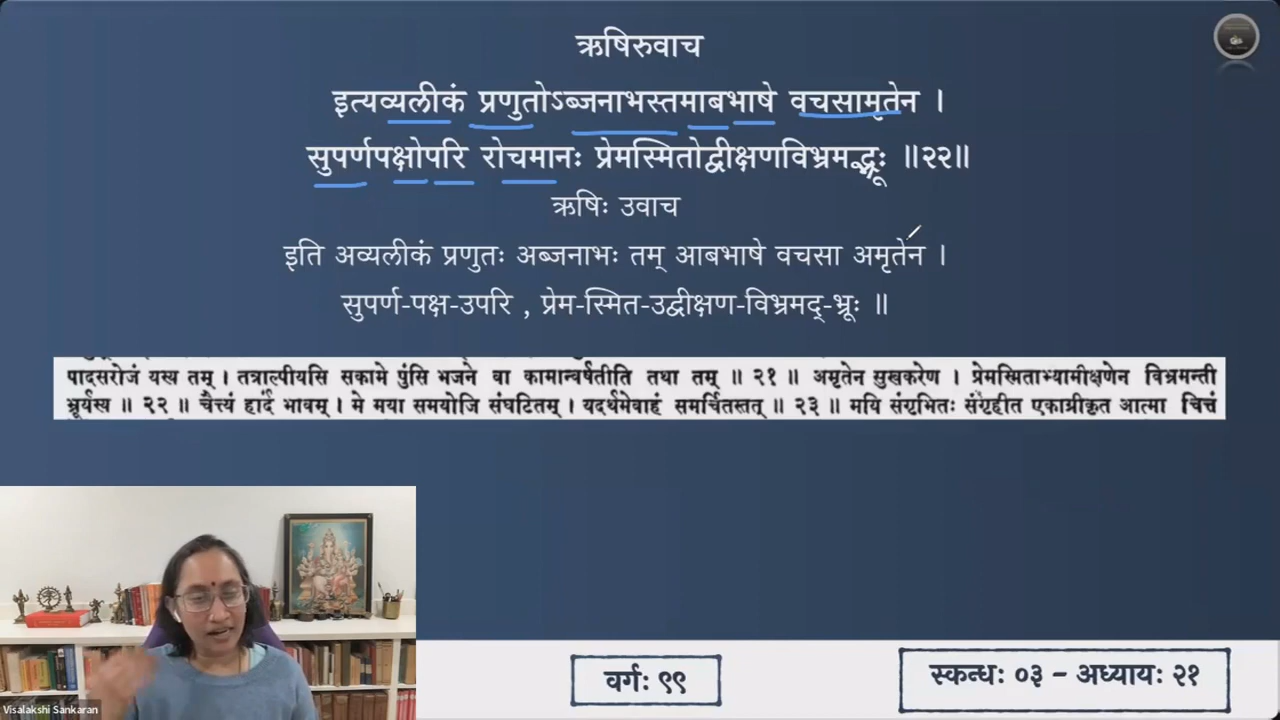 ऋषिरुवाच
इत्यव्यलीकं प्रणुतोऽब्जनाभस्तमाबभाषे वचसामृतेन ।
सुपर्णपक्षोपरि रोचमानः प्रेमस्मितोद्वीक्षणविभ्रमद्भ्रूः ॥२२॥
ऋषिः उवाच
इति अव्यलीकं प्रणुतः अब्जनाभः तम् आबभाषे वचसा अमृतेन ।
सुपर्ण-पक्ष-उपरि , प्रेम-स्मित-उद्वीक्षण-विभ्रमद्-भ्रूः ॥
पादसरोजं यस्य तम् । तत्राल्पीयसि सकामे पुंसि भजने वा कामान्वर्षतीति तथा तम् ॥ २१ ॥ अमृतेन सुखकरेण । प्रेमस्मिताभ्यामीक्षणेन विभ्रमन्ती
भ्रूर्यस्य ॥ २२ ॥ चैत्त्यं हार्दं भावम् । मे मया समयोजि संघटितम् । यदर्थमेवाहं समर्चितस्तत् ॥ २३ ॥ मयि संगृभितः संगृहीत एकाग्रीकृत आत्मा चित्तं
Visalakshi Sankaran
वर्गः ९९
स्कन्धः ०३ – अध्यायः २१